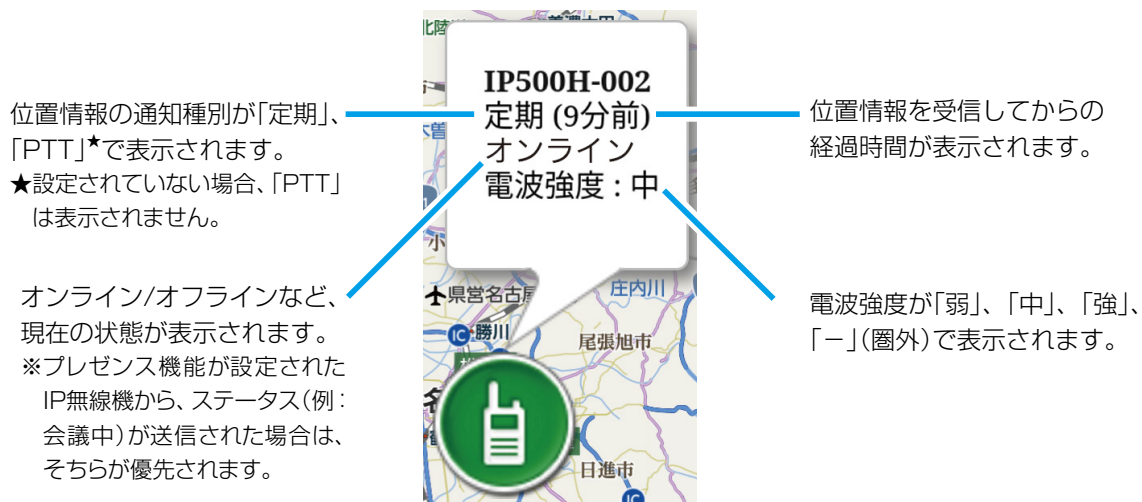 位置情報の通知種別が「定期」、
「PTT」★で表示されます。
★設定されていない場合、「PTT」
は表示されません。
オンライン/オフラインなど、
現在の状態が表示されます。
※プレゼンス機能が設定された
IP無線機から、ステータス(例:
会議中)が送信された場合は、
そちらが優先されます。
北陸
IP500H-002
定期 (9分前)
オンライン
電波強度 : 中
小
県営名古屋
庄内川
IC
勝川
尾張旭市
日進市
IC
位置情報を受信してからの
経過時間が表示されます。
電波強度が「弱」、「中」、「強」、
「－」(圏外)で表示されます。